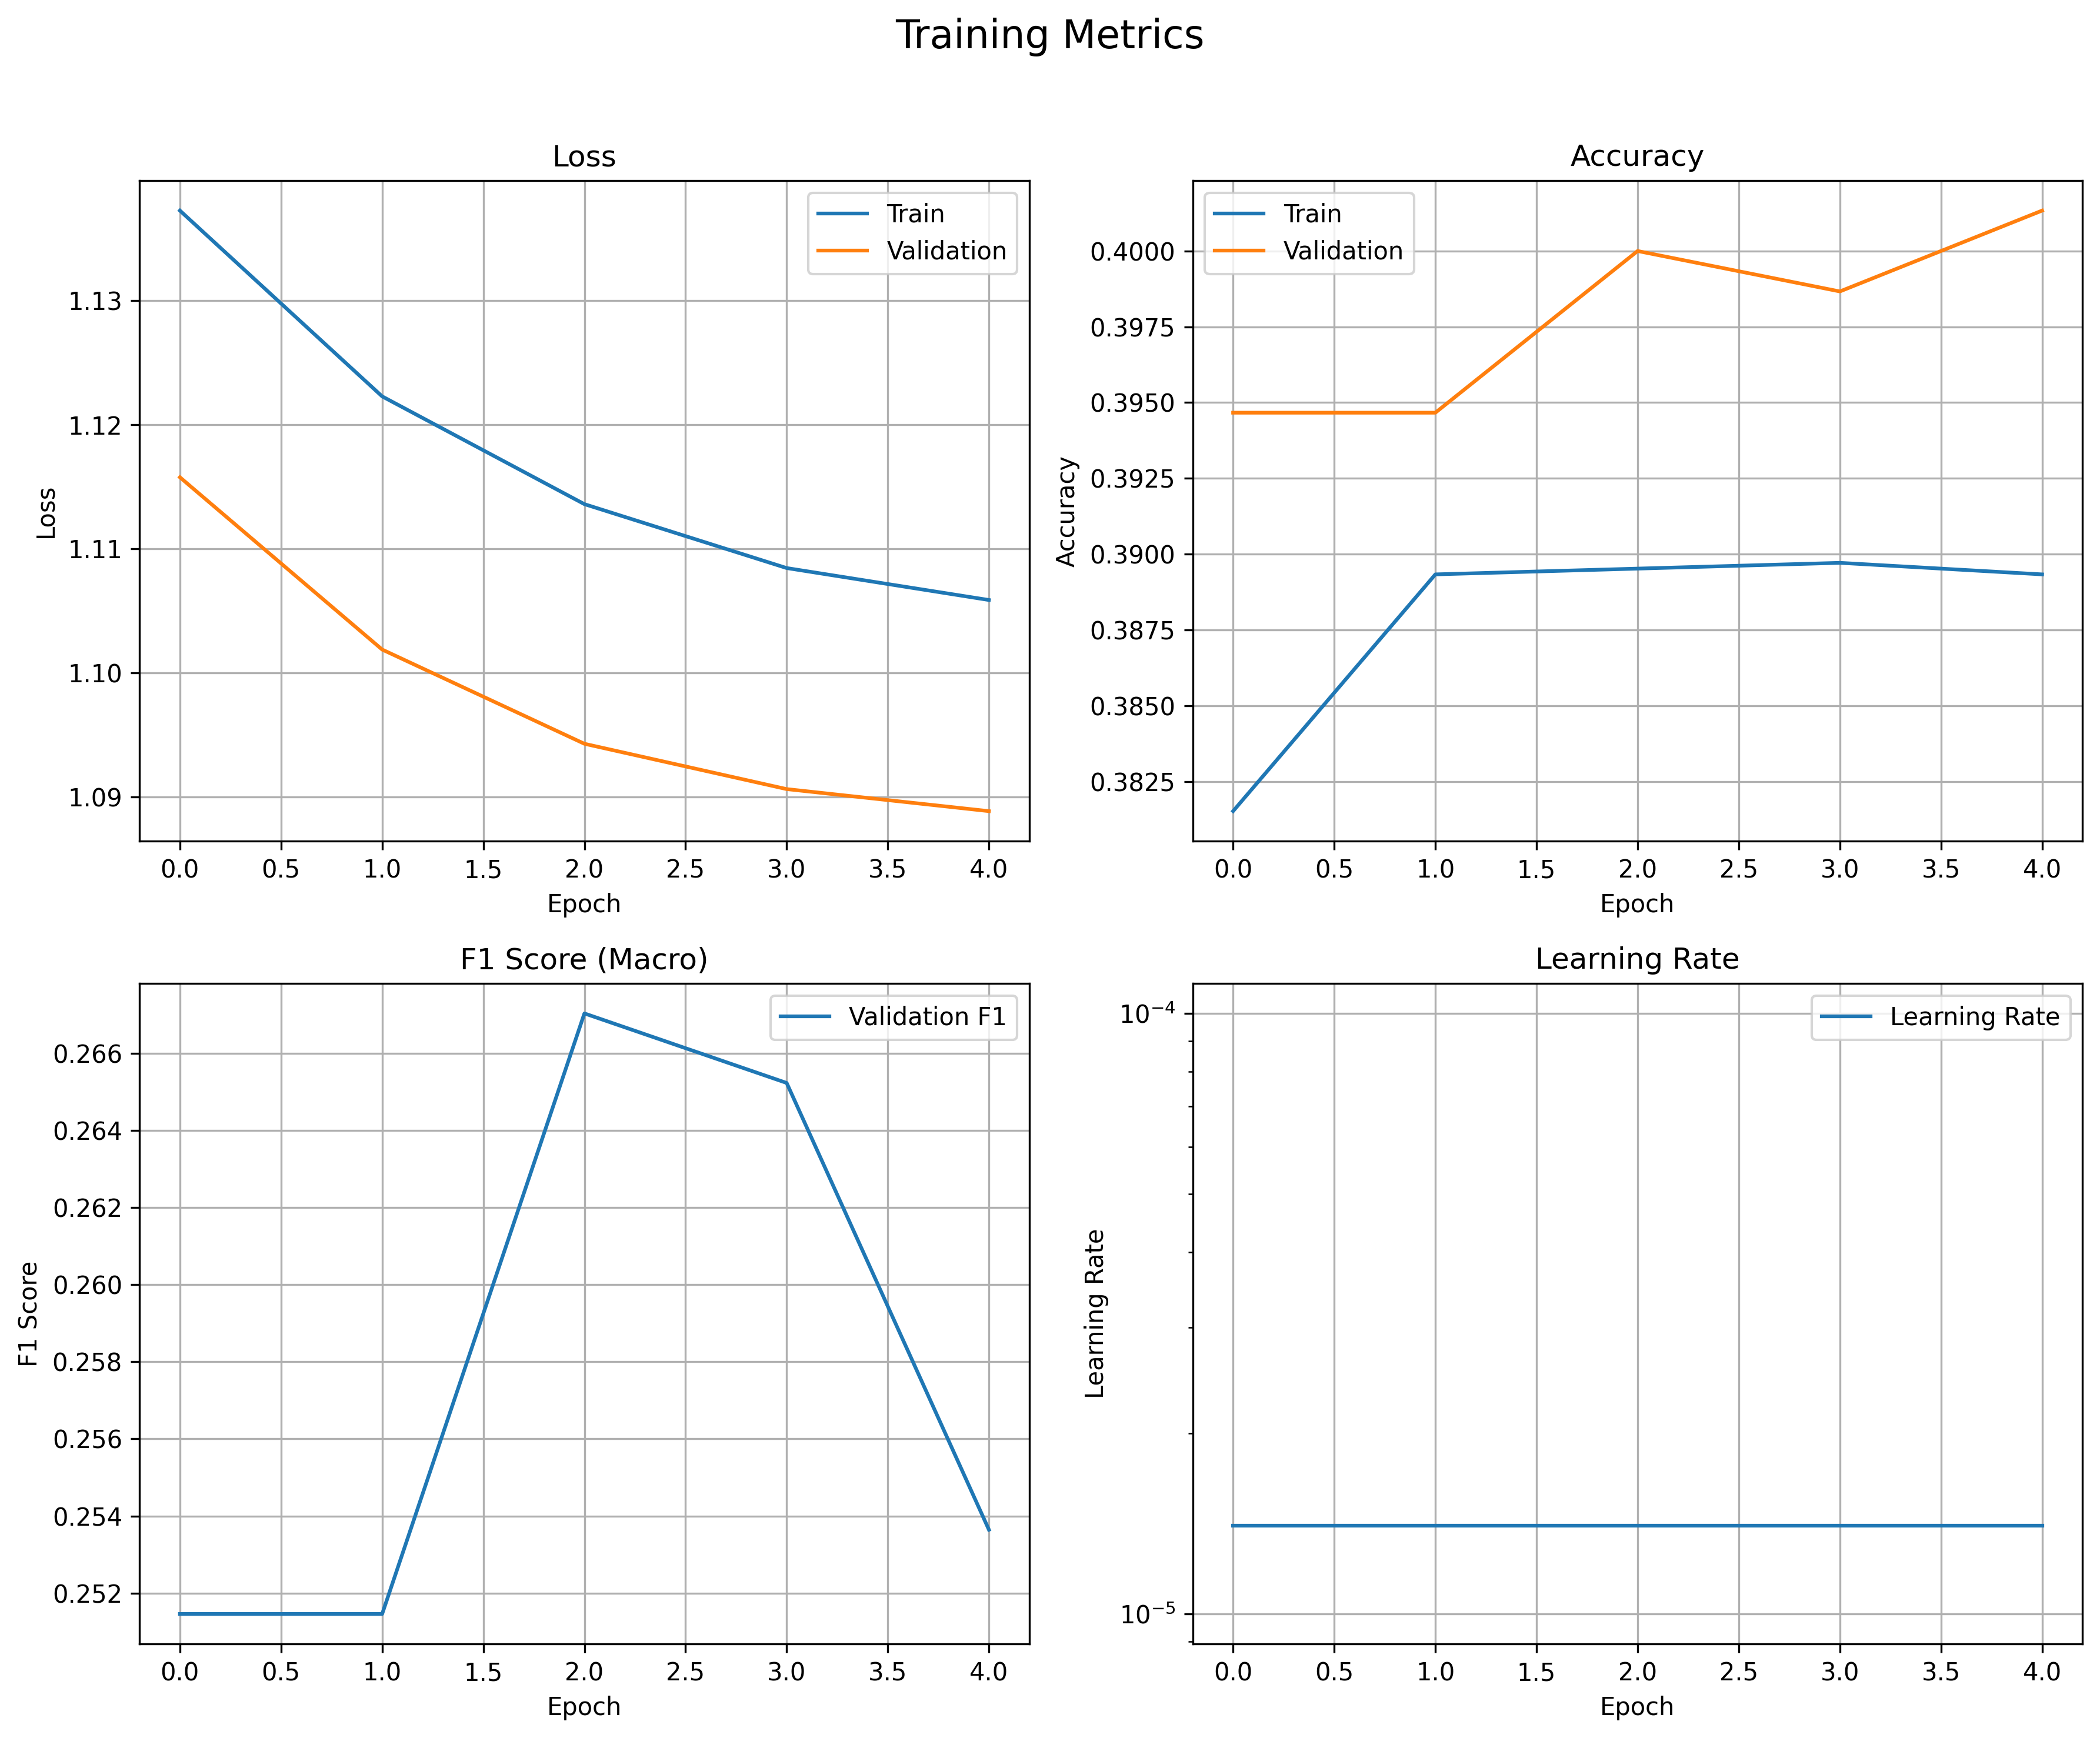 Training Metrics
Loss
Train
Validation
1.13
1.12
1.11
1.10
1.09
Loss
0.0 0.5 1.0 1.5 2.0 2.5 3.0 3.5 4.0
Epoch
Accuracy
Train
Validation
0.4000
0.3975
0.3950
0.3925
0.3900
0.3875
0.3850
0.3825
Accuracy
0.0 0.5 1.0 1.5 2.0 2.5 3.0 3.5 4.0
Epoch
F1 Score (Macro)
Validation F1
0.266
0.264
0.262
0.260
0.258
0.256
0.254
0.252
F1 Score
0.0 0.5 1.0 1.5 2.0 2.5 3.0 3.5 4.0
Epoch
Learning Rate
Learning Rate
10⁻⁴
10⁻⁵
Learning Rate
0.0 0.5 1.0 1.5 2.0 2.5 3.0 3.5 4.0
Epoch